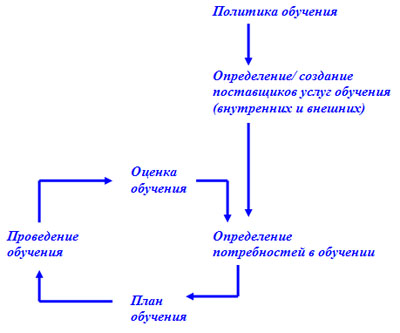 Политика обучения
Определение/ создание
поставщиков услуг обучения
(внутренних и внешних)
Оценка
обучения
Проведение
обучения
Определение
потребностей в обучении
План
обучения